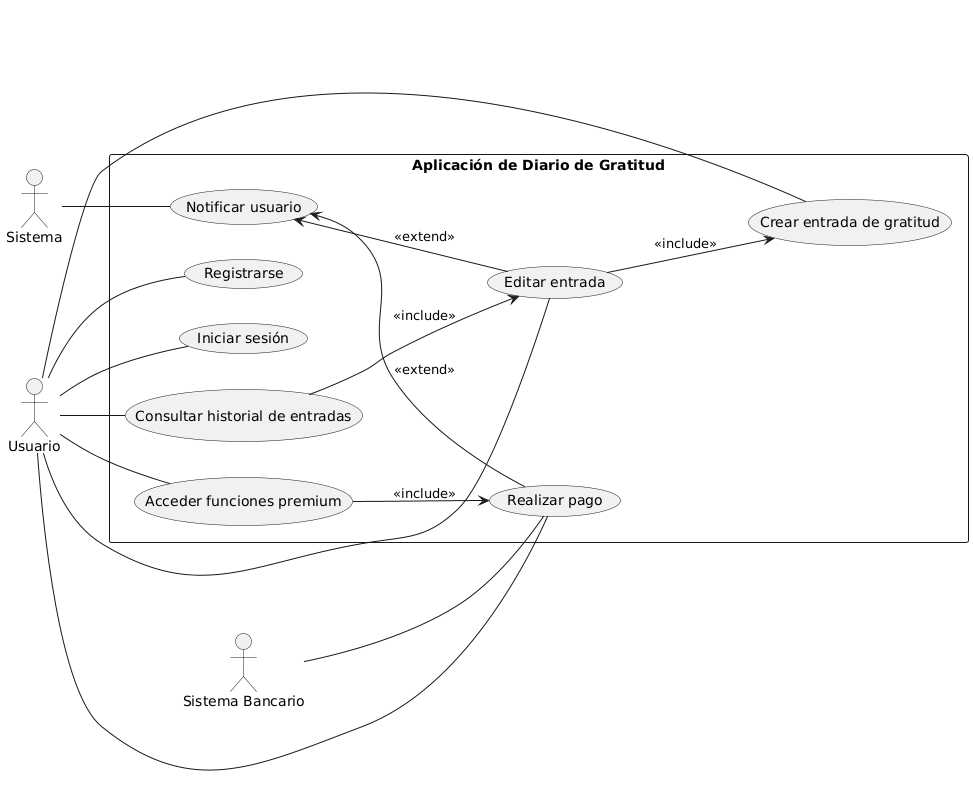 Aplicación de Diario de Gratitud
Sistema
Notificar usuario
Crear entrada de gratitud
«extend»
«include»
Registrarse
Editar entrada
«include»
Iniciar sesión
«extend»
Usuario
Consultar historial de entradas
Acceder funciones premium
«include»
Realizar pago
Sistema Bancario